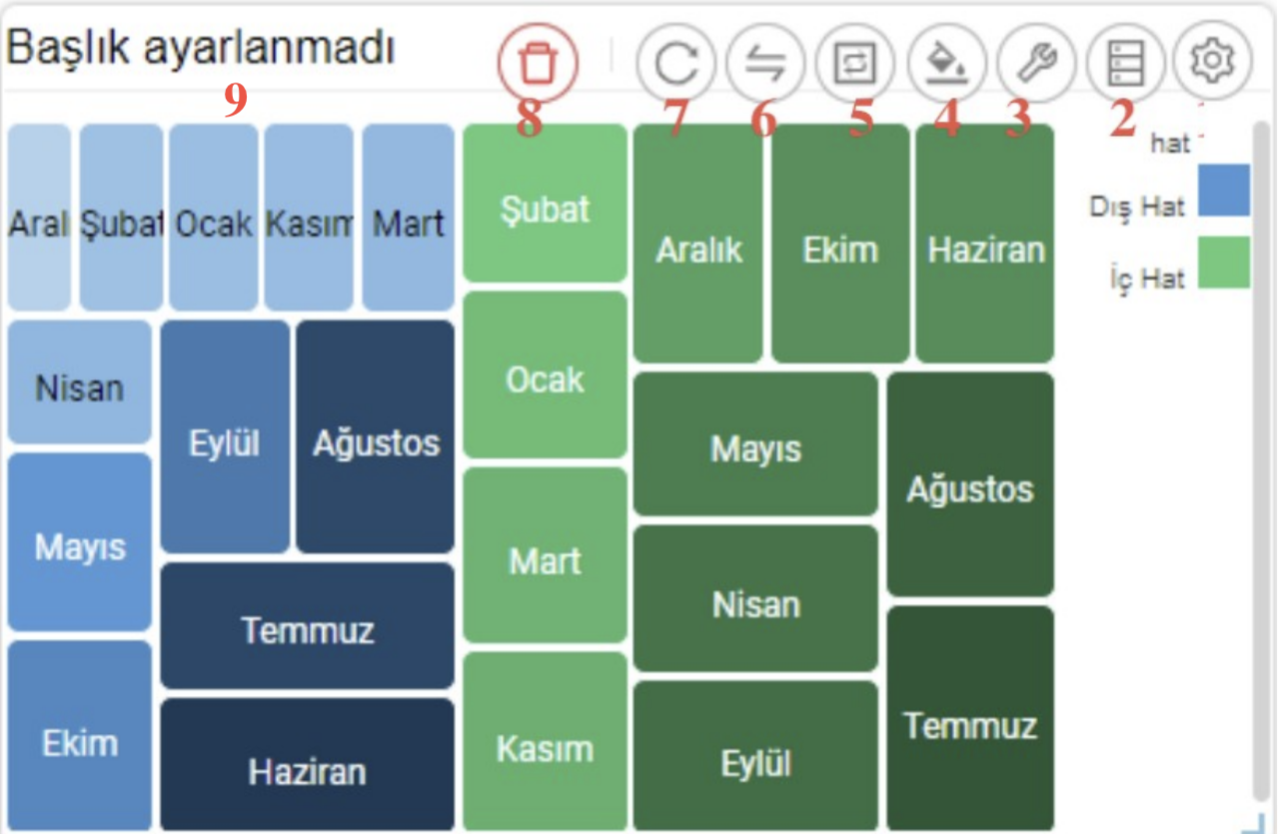 Başlık ayarlanmadı
9
8
7
6
5
4
3
2
hat
Dış Hat
İç Hat
Aral
Şubat
Ocak
Kasım
Mart
Nisan
Eylül
Ağustos
Mayıs
Temmuz
Ekim
Haziran
Şubat
Ocak
Mart
Kasım
Aralık
Ekim
Haziran
Mayıs
Ağustos
Nisan
Eylül
Temmuz